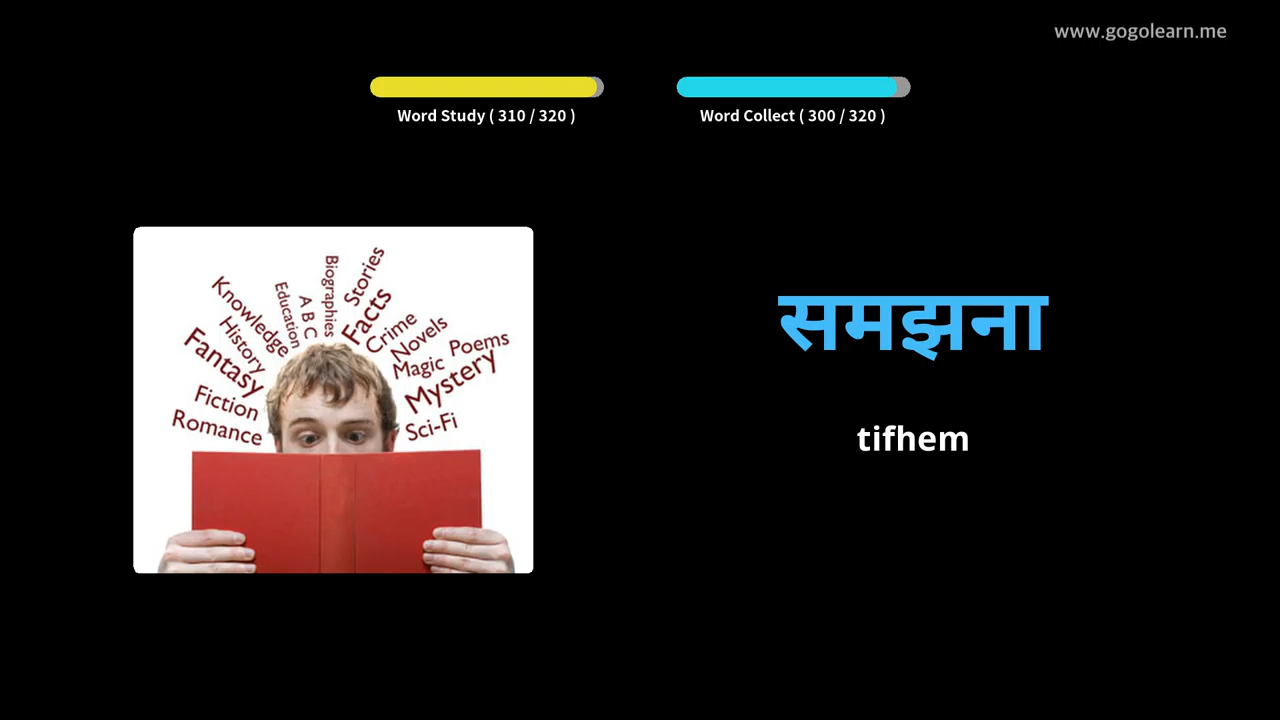 www.gogolearn.me
Word Study ( 310 / 320 )
Word Collect ( 300 / 320 )
Biographies
Stories
Education
A B C
Facts
Knowledge
Crime
History
Novels
Fantasy
Magic
Poems
Mystery
Fiction
Romance
Sci-Fi
समझना
tifhem